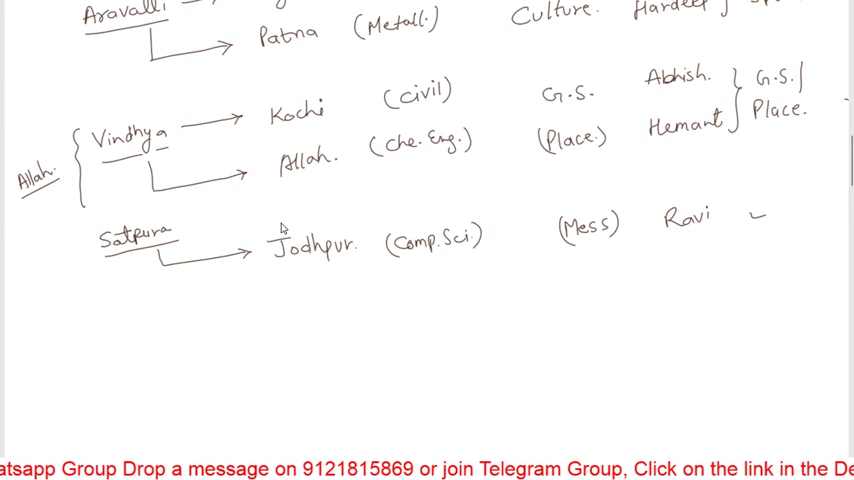 Aravalli
Patna (Metall.) Culture. Hardeep
Vindhya Kochi (Civil) G.S. Abhish. G.S./
Allah. Allah. (Che. Eng.) (Place.) Hemant Place.
Satpura Jodhpur. (Comp. Sci.) (Mess) Ravi
atsapp Group Drop a message on 9121815869 or join Telegram Group, Click on the link in the De